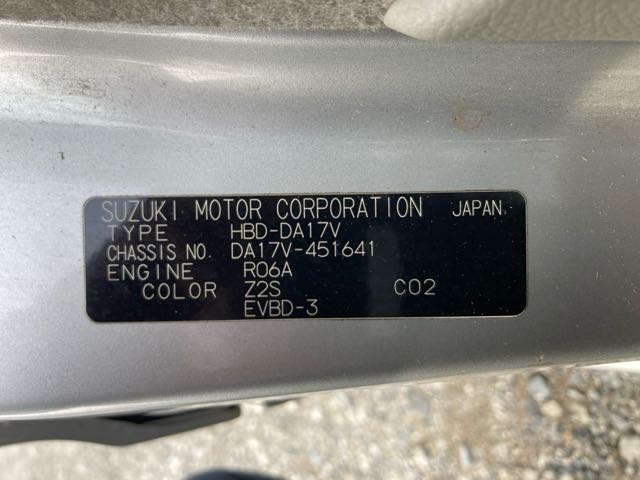 SUZUKI MOTOR CORPORATION JAPAN
TYPE HBD-DA17V
CHASSIS NO. DA17V-451641
ENGINE R06A
COLOR Z2S C02
EVBD-3